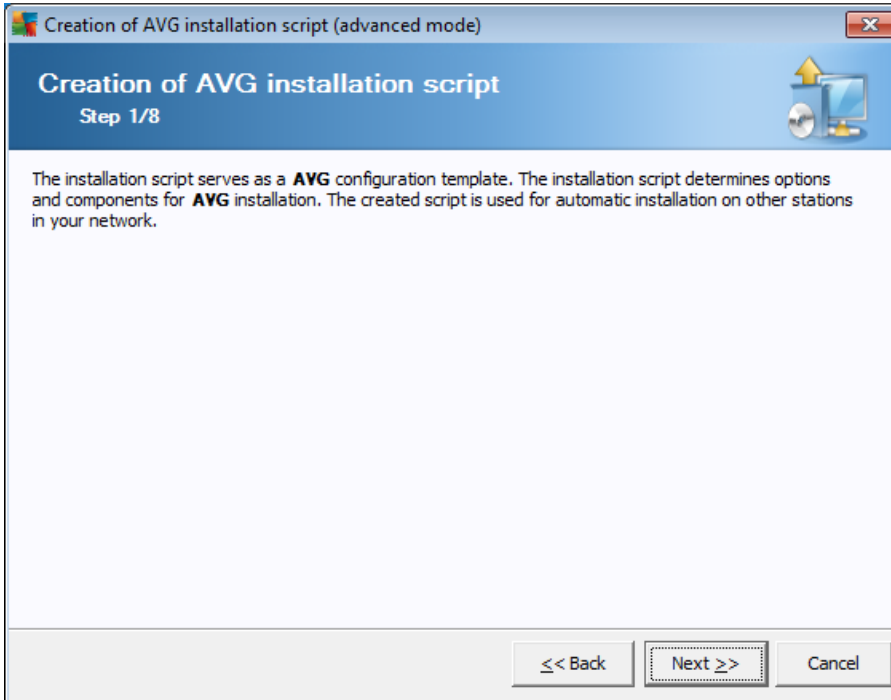 Creation of AVG installation script (advanced mode)
Creation of AVG installation script
Step 1/8
The installation script serves as a AVG configuration template. The installation script determines options
and components for AVG installation. The created script is used for automatic installation on other stations
in your network.
<< Back
Next >>
Cancel